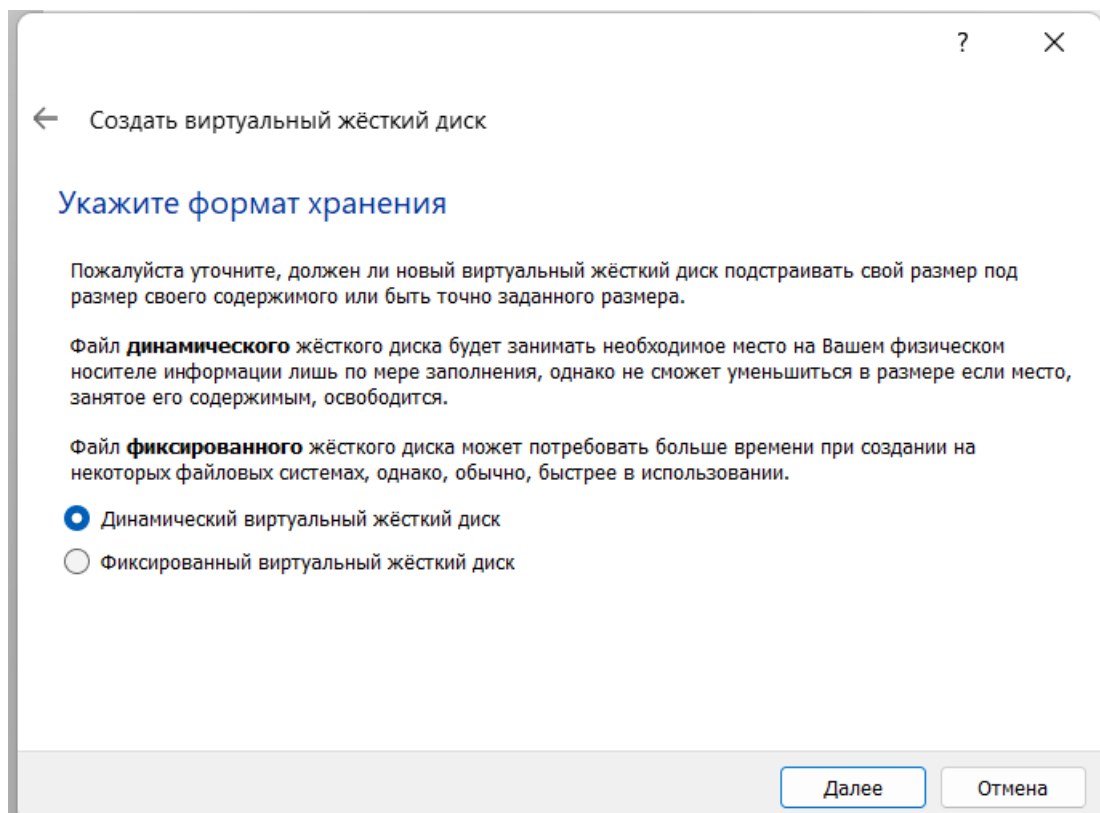 ?
Создать виртуальный жёсткий диск
Укажите формат хранения
Пожалуйста уточните, должен ли новый виртуальный жёсткий диск подстраивать свой размер под
размер своего содержимого или быть точно заданного размера.
Файл динамического жёсткого диска будет занимать необходимое место на Вашем физическом
носителе информации лишь по мере заполнения, однако не сможет уменьшиться в размере если место,
занятое его содержимым, освободится.
Файл фиксированного жёсткого диска может потребовать больше времени при создании на
некоторых файловых системах, однако, обычно, быстрее в использовании.
Динамический виртуальный жёсткий диск
Фиксированный виртуальный жёсткий диск
Далее Отмена